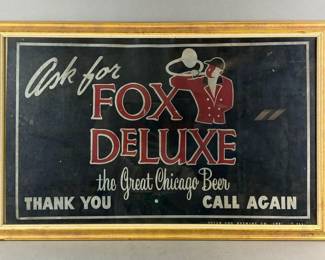 Ask for
FOX
DELUXE
the Great Chicago Beer
THANK YOU CALL AGAIN